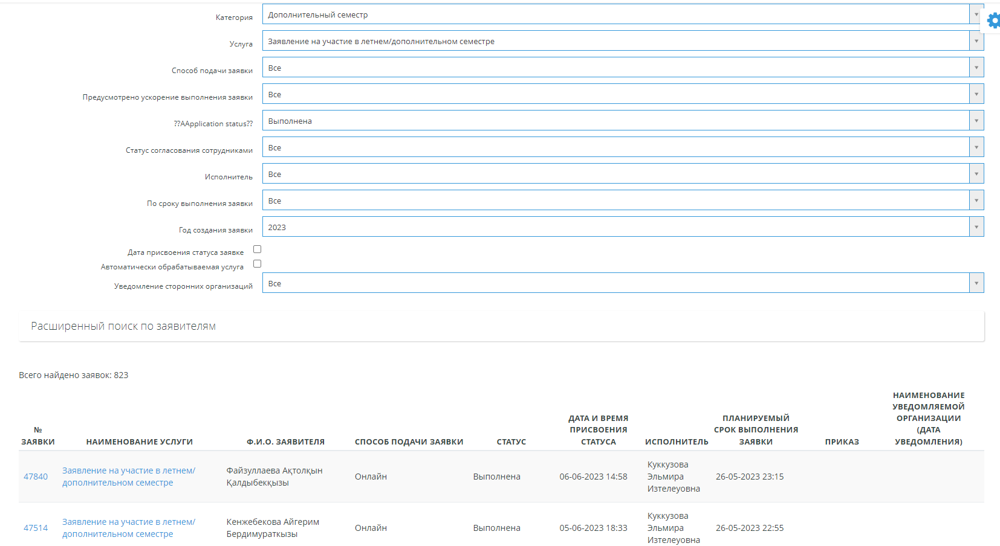 Категория Дополнительный семестр
Услуга Заявление на участие в летнем/дополнительном семестре
Способ подачи заявки Все
Предусмотрено ускорение выполнения заявки Все
??AApplication status?? Выполнена
Статус согласования сотрудниками Все
Исполнитель Все
По сроку выполнения заявки Все
Год создания заявки 2023
Дата присвоения статуса заявке
Автоматически обрабатываемая услуга
Уведомление сторонних организаций Все
Расширенный поиск по заявителям
Всего найдено заявок: 823
№
ЗАЯВКИ
НАИМЕНОВАНИЕ УСЛУГИ
Ф.И.О. ЗАЯВИТЕЛЯ
СПОСОБ ПОДАЧИ ЗАЯВКИ
СТАТУС
ДАТА И ВРЕМЯ
ПРИСВОЕНИЯ
СТАТУСА
ИСПОЛНИТЕЛЬ
ПЛАНИРУЕМЫЙ
СРОК ВЫПОЛНЕНИЯ
ЗАЯВКИ
ПРИКАЗ
НАИМЕНОВАНИЕ
УВЕДОМЛЯЕМОЙ
ОРГАНИЗАЦИИ
(ДАТА
УВЕДОМЛЕНИЯ)
47840
Заявление на участие в летнем/
дополнительном семестре
Файзуллаева Ақтолқын
Қалдыбекқызы
Онлайн
Выполнена
06-06-2023 14:58
Куккузова
Эльмира
Изтелеуовна
26-05-2023 23:15
47514
Заявление на участие в летнем/
дополнительном семестре
Кенжебекова Айгерим
Бердимураткызы
Онлайн
Выполнена
05-06-2023 18:33
Куккузова
Эльмира
Изтелеуовна
26-05-2023 22:55